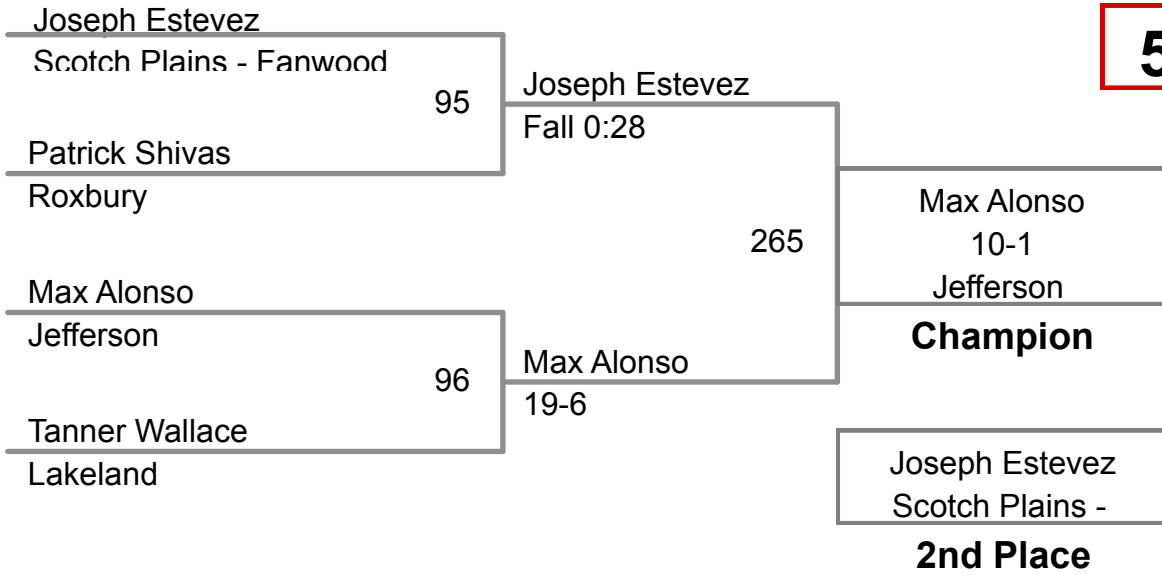 Joseph Estevez
Scotch Plains - Fanwood
95
Patrick Shivas
Roxbury
Max Alonso
Jefferson
96
Tanner Wallace
Lakeland
Joseph Estevez
Fall 0:28
265
Max Alonso
19-6
5
Max Alonso
10-1
Jefferson
Champion
Joseph Estevez
Scotch Plains -
2nd Place